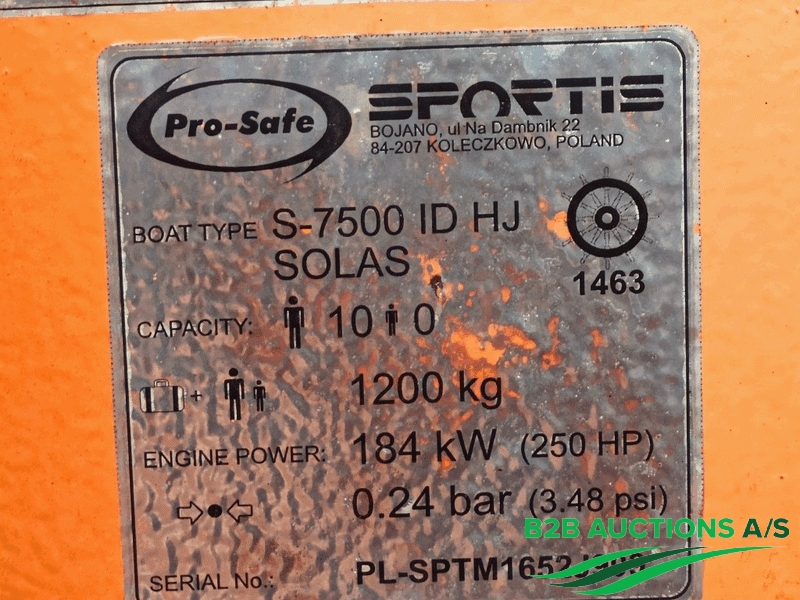 Pro-Safe
SPORTIS
BOJANO, ul Na Dambnik 22
84-207 KOLĘCZKOWO, POLAND
BOAT TYPE S-7500 ID HJ
SOLAS
1463
CAPACITY: 10 0
+ 1200 kg
ENGINE POWER: 184 kW (250 HP)
0.24 bar (3.48 psi)
B2B AUCTIONS A/S
SERIAL No.: